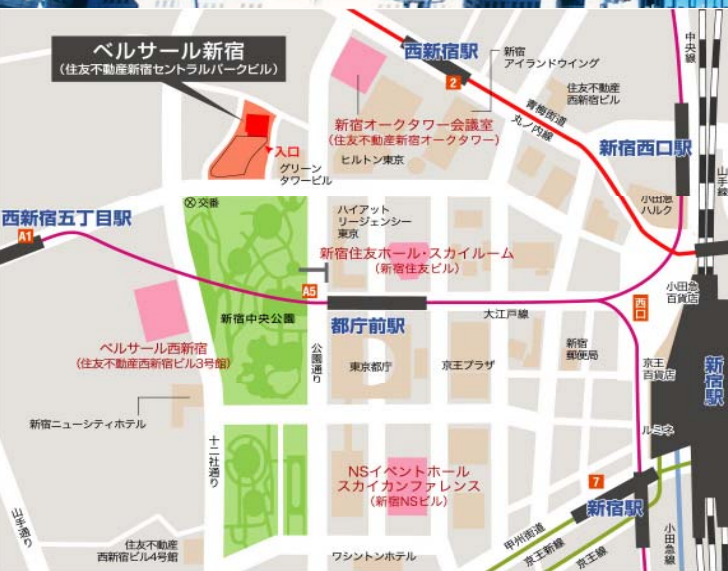 ベルサール新宿
(住友不動産新宿セントラルパークビル)
西新宿駅
2
新宿
アイランドウイング
住友不動産
西新宿ビル
中央線
青梅街道
丸ノ内線
新宿オークタワー会議室
(住友不動産新宿オークタワー)
ヒルトン東京
新宿西口駅
山手線
入口
グリーン
タワービル
小田急
ハルク
交番
西新宿五丁目駅
A1
ハイアット
リージェンシー
東京
新宿住友ホール・スカイルーム
(新宿住友ビル)
A5
小田急
百貨店
西口
新宿中央公園
都庁前駅
大江戸線
ベルサール西新宿
(住友不動産西新宿ビル3号館)
公園通り
東京都庁
京王プラザ
新宿
郵便局
京王
百貨店
新宿駅
新宿ニューシティホテル
ルミネ
十二社通り
NSイベントホール
スカイカンファレンス
(新宿NSビル)
7
新宿駅
山手通り
住友不動産
西新宿ビル4号館
ワシントンホテル
甲州街道
京王新線
京王線
小田急線